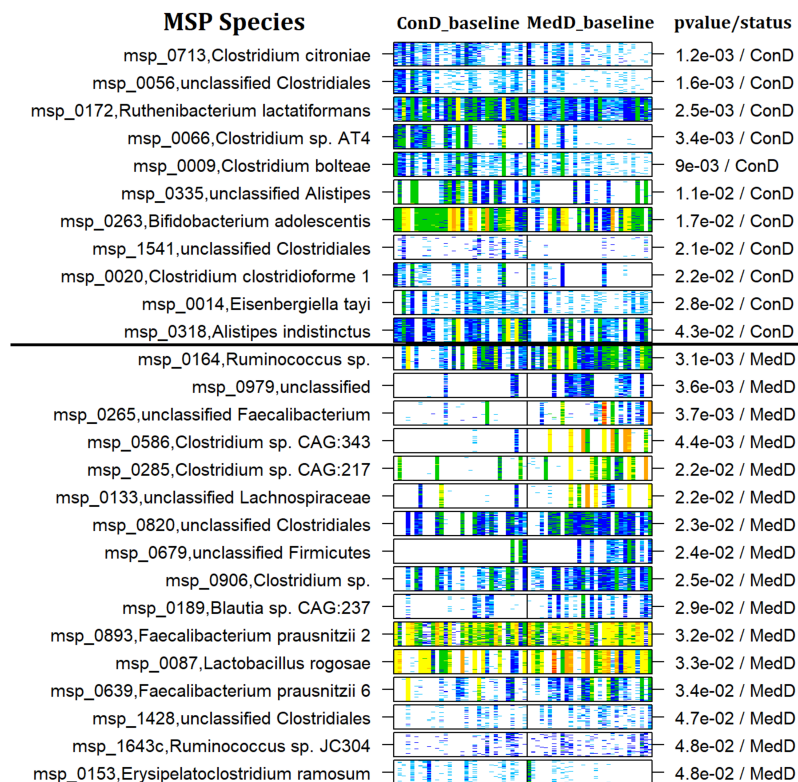 MSP Species ConD_baseline MedD_baseline pvalue/status
msp_0713,Clostridium citroniae 1.2e-03 / ConD
msp_0056,unclassified Clostridiales 1.6e-03 / ConD
msp_0172,Ruthenibacterium lactatiformans 2.5e-03 / ConD
msp_0066,Clostridium sp. AT4 3.4e-03 / ConD
msp_0009,Clostridium bolteae 9e-03 / ConD
msp_0335,unclassified Alistipes 1.1e-02 / ConD
msp_0263,Bifidobacterium adolescentis 1.7e-02 / ConD
msp_1541,unclassified Clostridiales 2.1e-02 / ConD
msp_0020,Clostridium clostridioforme 1 2.2e-02 / ConD
msp_0014,Eisenbergiella tayi 2.8e-02 / ConD
msp_0318,Alistipes indistinctus 4.3e-02 / ConD
msp_0164,Ruminococcus sp. 3.1e-03 / MedD
msp_0979,unclassified 3.6e-03 / MedD
msp_0265,unclassified Faecalibacterium 3.7e-03 / MedD
msp_0586,Clostridium sp. CAG:343 4.4e-03 / MedD
msp_0285,Clostridium sp. CAG:217 2.2e-02 / MedD
msp_0133,unclassified Lachnospiraceae 2.2e-02 / MedD
msp_0820,unclassified Clostridiales 2.3e-02 / MedD
msp_0679,unclassified Firmicutes 2.4e-02 / MedD
msp_0906,Clostridium sp. 2.5e-02 / MedD
msp_0189,Blautia sp. CAG:237 2.9e-02 / MedD
msp_0893,Faecalibacterium prausnitzii 2 3.2e-02 / MedD
msp_0087,Lactobacillus rogosae 3.3e-02 / MedD
msp_0639,Faecalibacterium prausnitzii 6 3.4e-02 / MedD
msp_1428,unclassified Clostridiales 4.7e-02 / MedD
msp_1643c,Ruminococcus sp. JC304 4.8e-02 / MedD
msp_0153,Erysipelatoclostridium ramosum 4.8e-02 / MedD